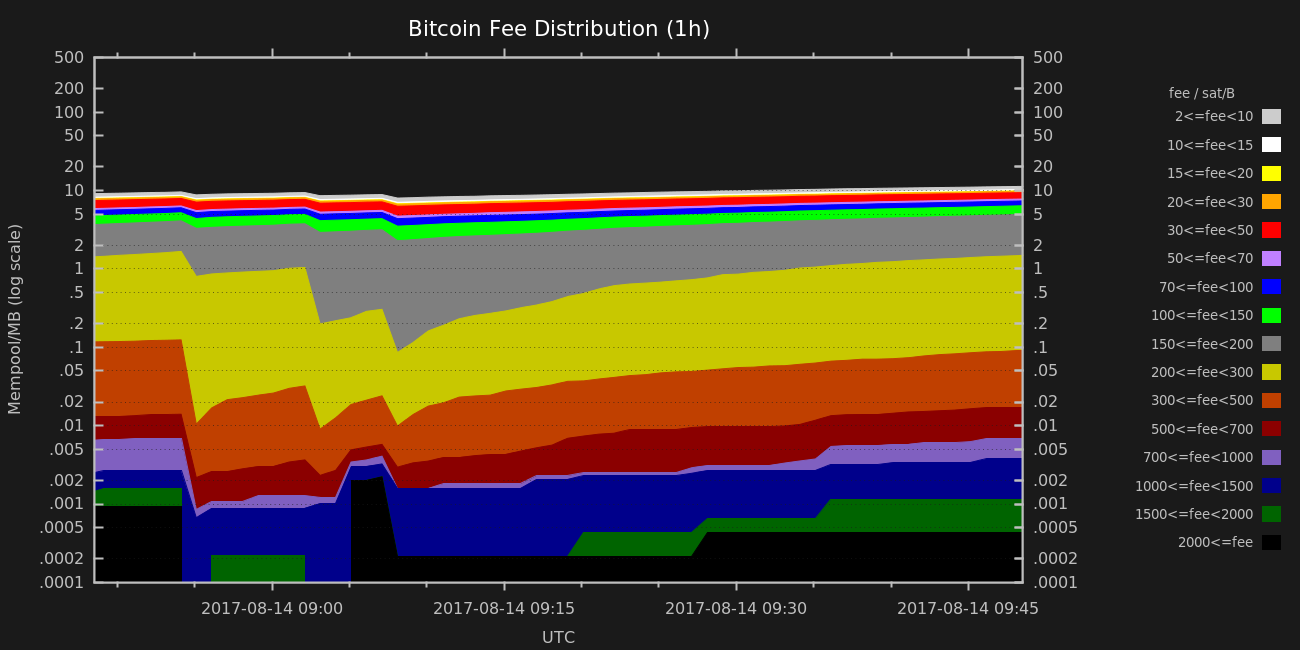 Bitcoin Fee Distribution (1h)
Mempool/MB (log scale)
500
200
100
50
20
10
5
2
1
.5
.2
.1
.05
.02
.01
.005
.002
.001
.0005
.0002
.0001
500
200
100
50
20
10
5
2
1
.5
.2
.1
.05
.02
.01
.005
.002
.001
.0005
.0002
.0001
fee / sat/B
2<=fee<10
10<=fee<15
15<=fee<20
20<=fee<30
30<=fee<50
50<=fee<70
70<=fee<100
100<=fee<150
150<=fee<200
200<=fee<300
300<=fee<500
500<=fee<700
700<=fee<1000
1000<=fee<1500
1500<=fee<2000
2000<=fee
2017-08-14 09:00 2017-08-14 09:15 2017-08-14 09:30 2017-08-14 09:45
UTC